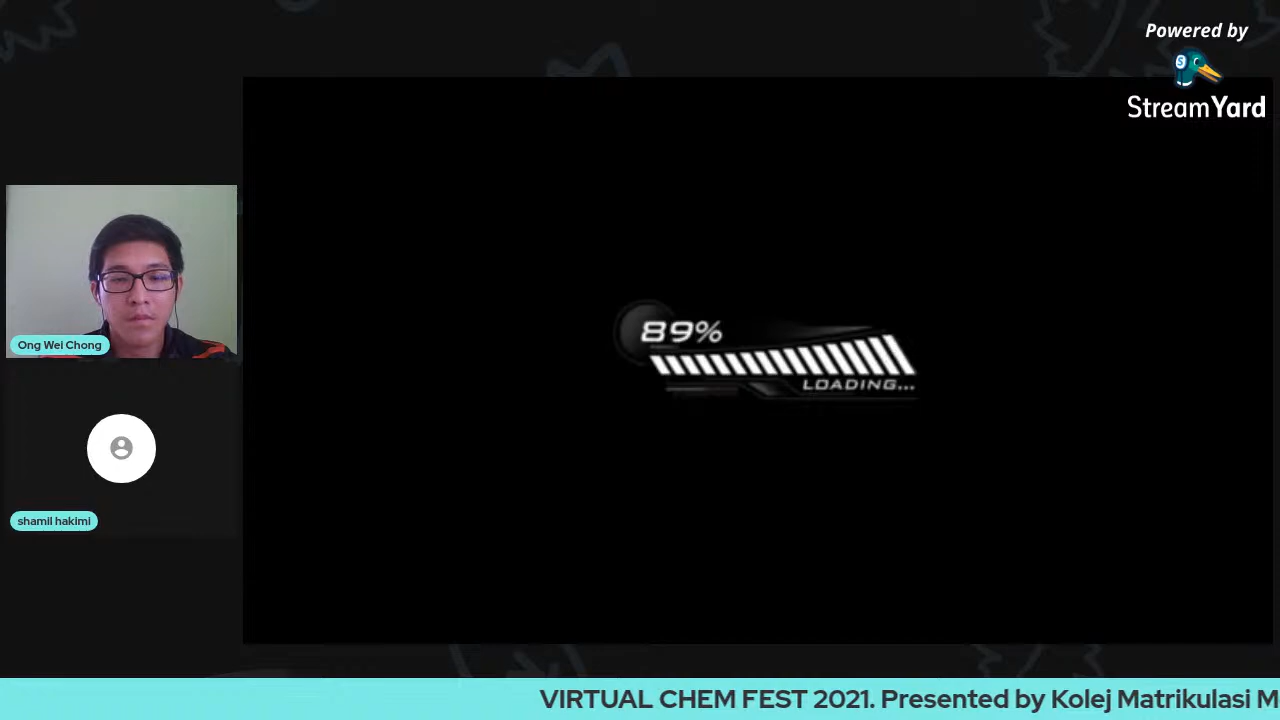 Powered by
StreamYard
Ong Wei Chong
89%
LOADING...
shamil hakimi
VIRTUAL CHEM FEST 2021. Presented by Kolej Matrikulasi M